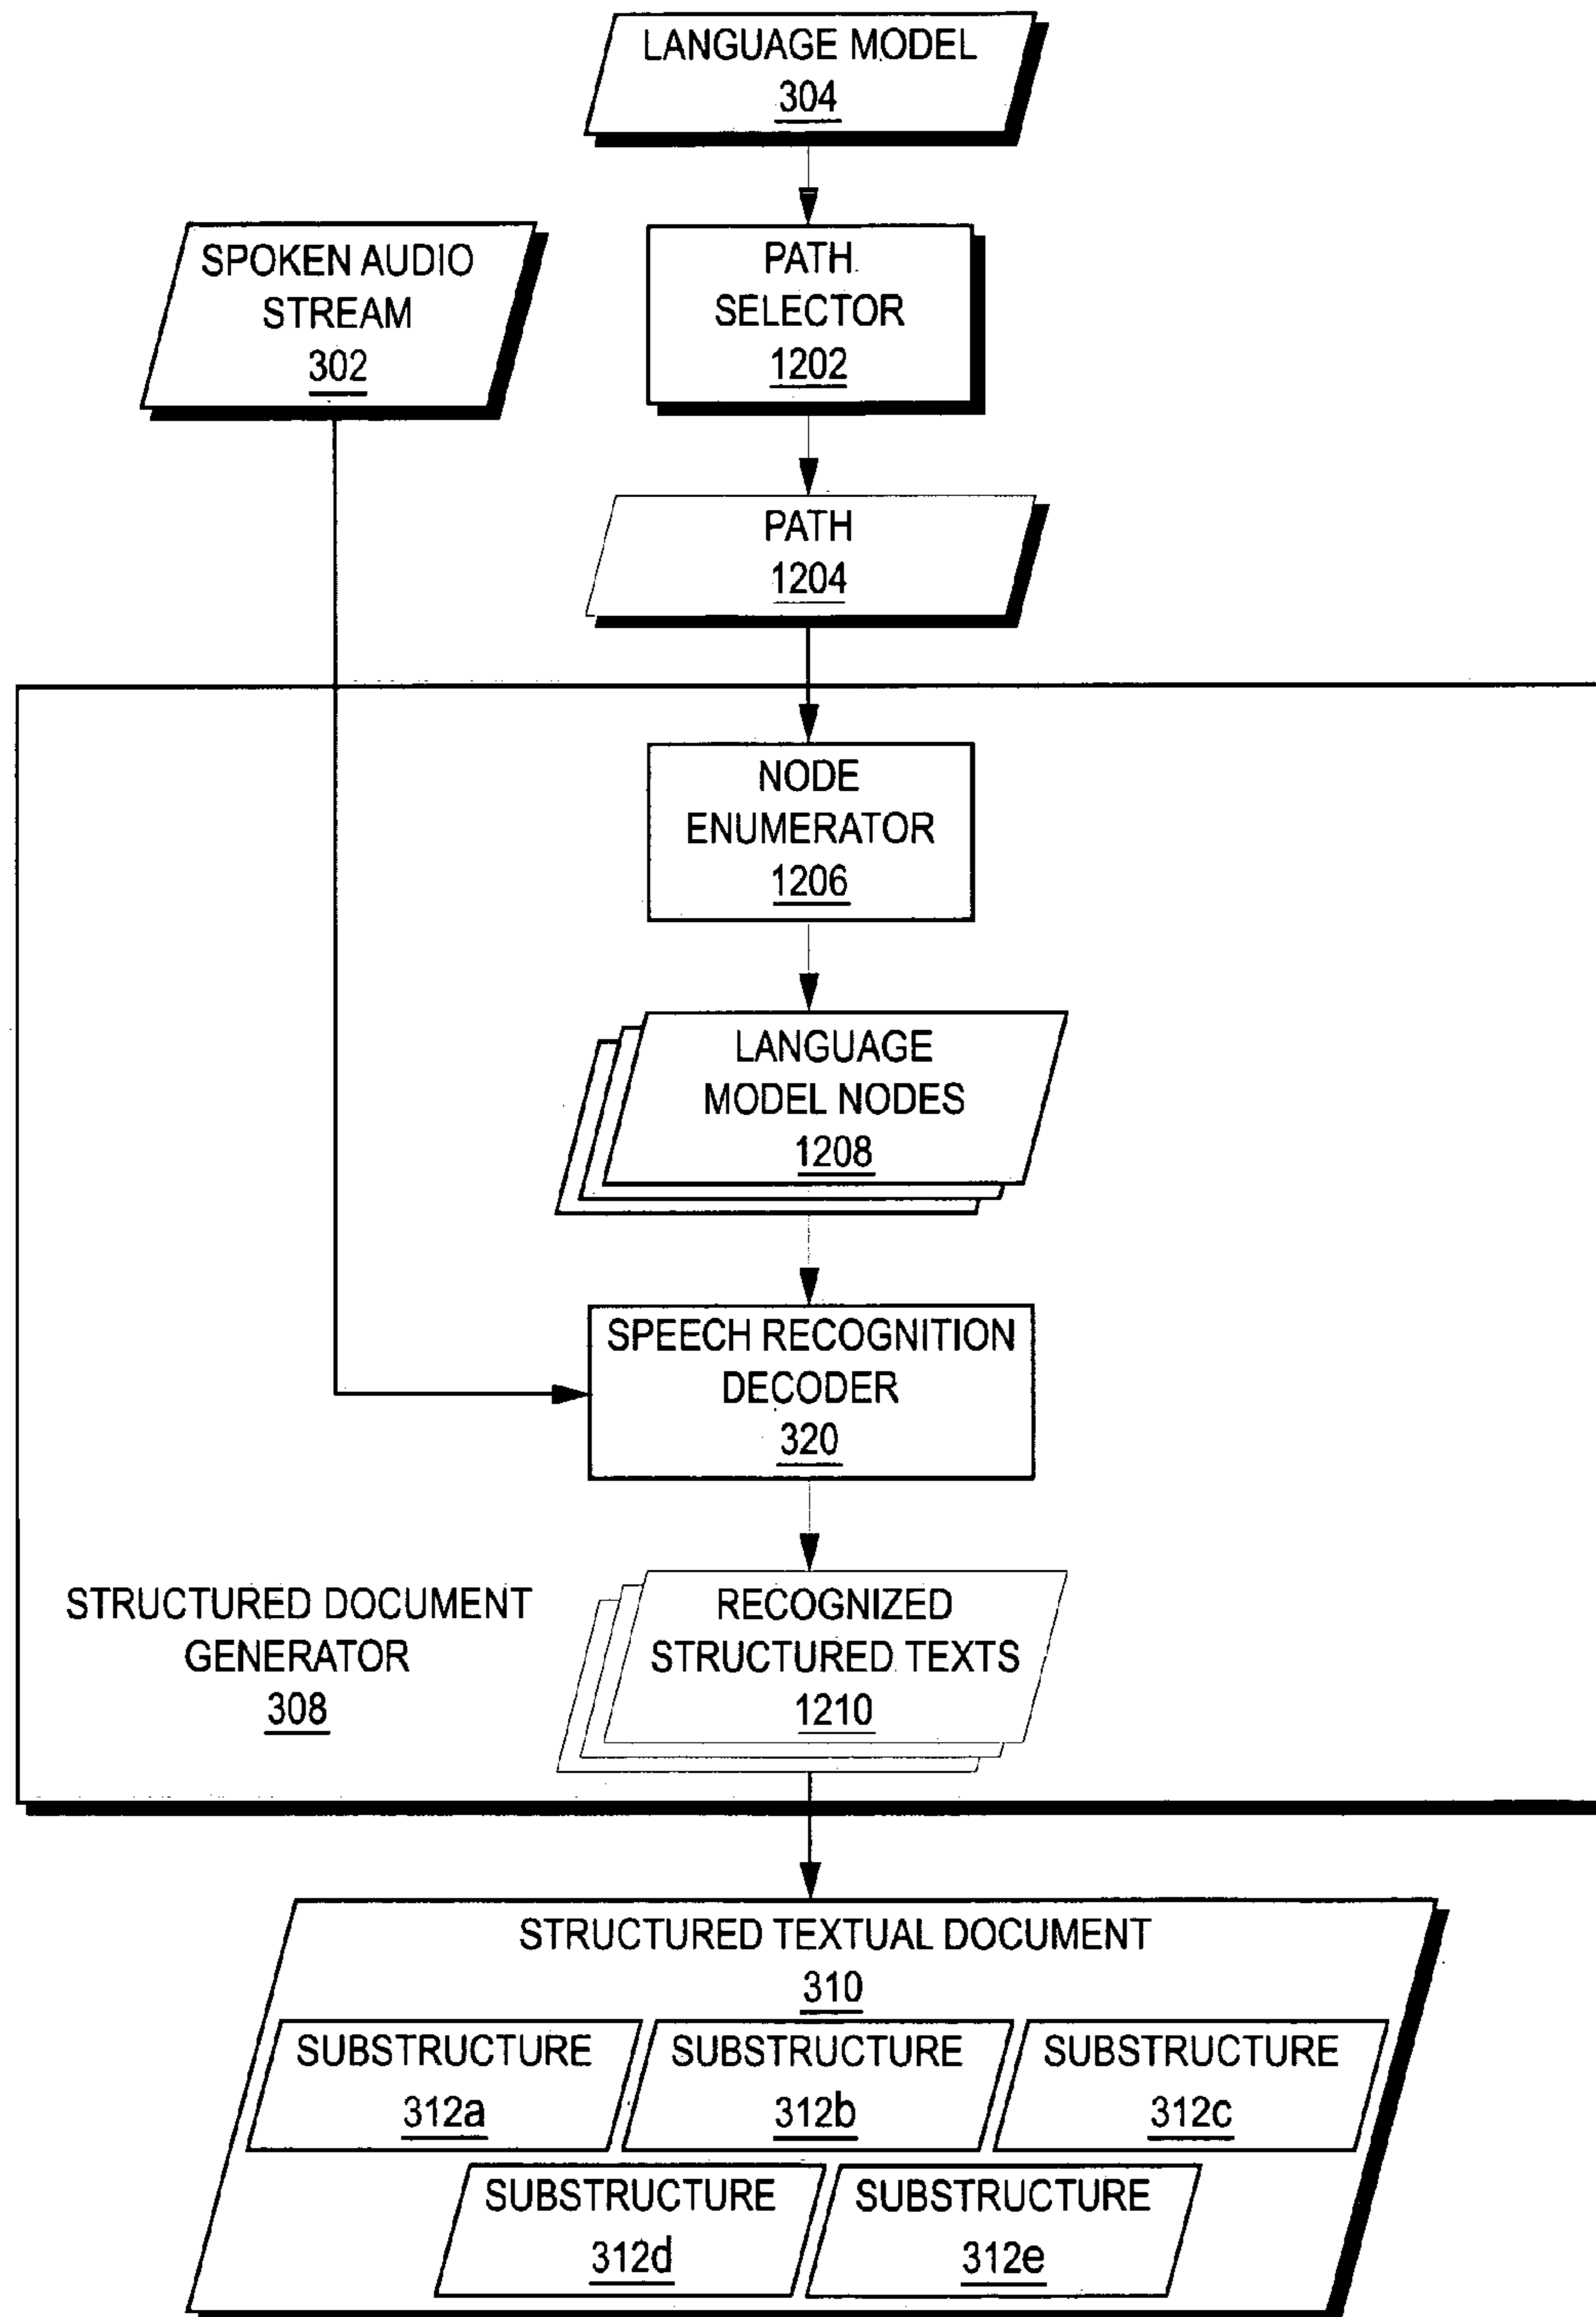 LANGUAGE MODEL
304
SPOKEN AUDIO
STREAM
302
PATH
SELECTOR
1202
PATH
1204
NODE
ENUMERATOR
1206
LANGUAGE
MODEL NODES
1208
SPEECH RECOGNITION
DECODER
320
STRUCTURED DOCUMENT
GENERATOR
308
RECOGNIZED
STRUCTURED TEXTS
1210
STRUCTURED TEXTUAL DOCUMENT
310
SUBSTRUCTURE
312a
SUBSTRUCTURE
312b
SUBSTRUCTURE
312c
SUBSTRUCTURE
312d
SUBSTRUCTURE
312e